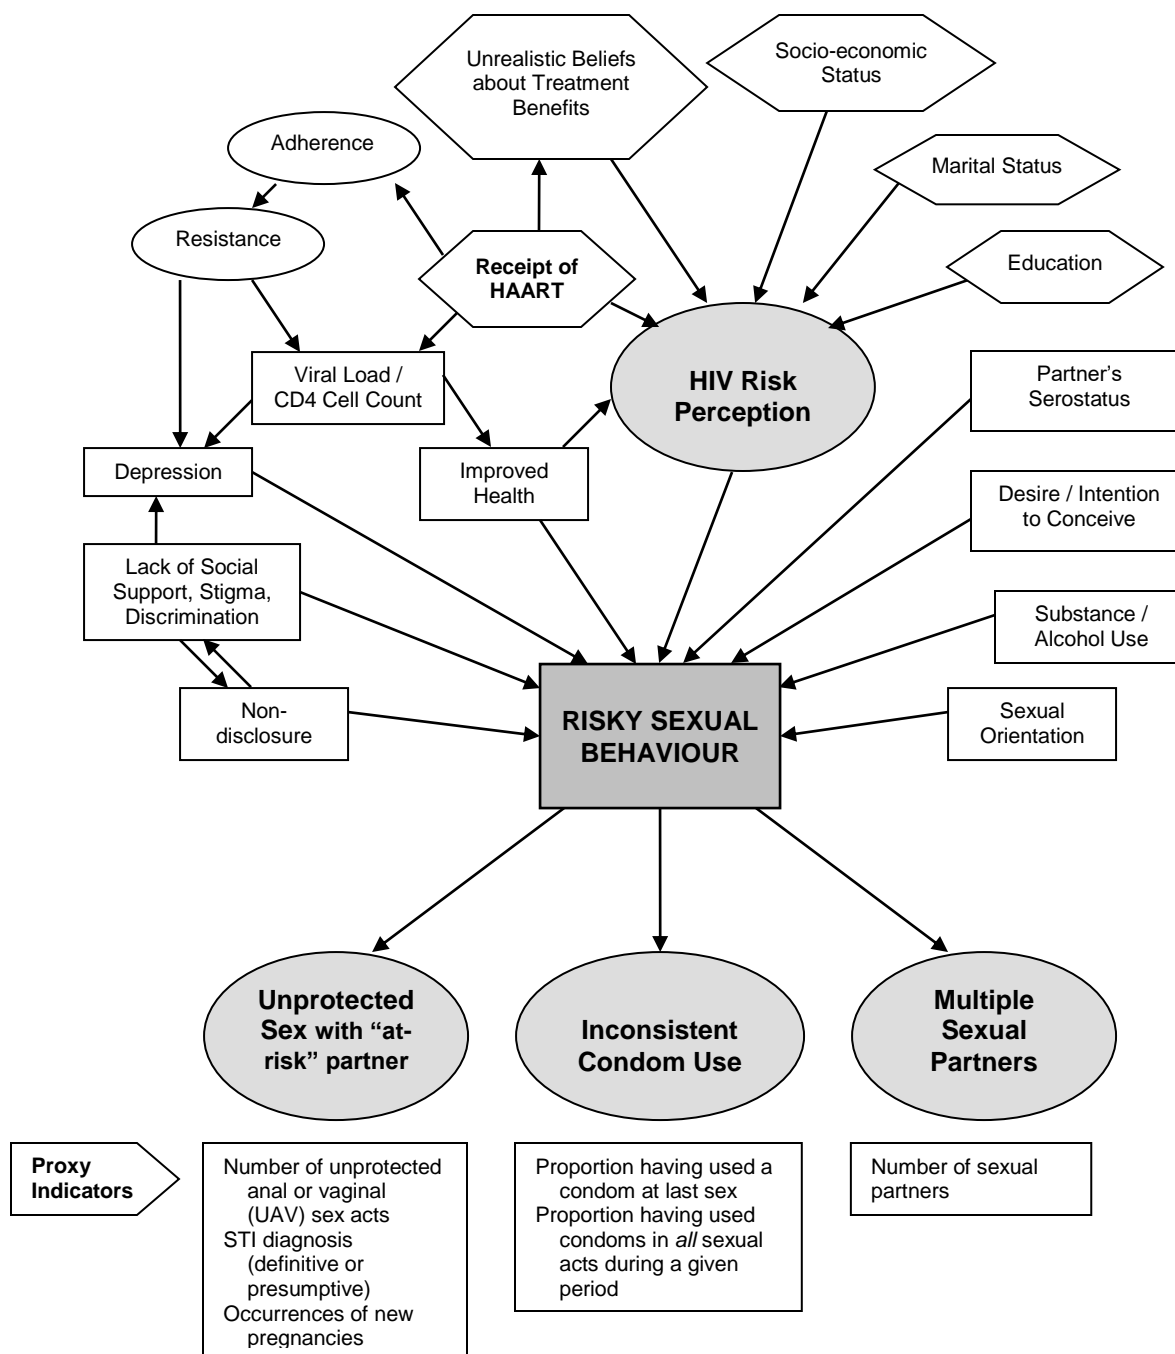 Unrealistic Beliefs
about Treatment
Benefits
Socio-economic
Status
Adherence
Marital Status
Resistance
Receipt of
HAART
Education
Viral Load /
CD4 Cell Count
HIV Risk
Perception
Partner’s
Serostatus
Depression
Improved
Health
Desire / Intention
to Conceive
Lack of Social
Support, Stigma,
Discrimination
Substance /
Alcohol Use
Non-
disclosure
RISKY SEXUAL
BEHAVIOUR
Sexual
Orientation
Unprotected
Sex with “at-
risk” partner
Inconsistent
Condom Use
Multiple
Sexual
Partners
Proxy
Indicators
Number of unprotected
anal or vaginal
(UAV) sex acts
STI diagnosis
(definitive or
presumptive)
Occurrences of new
pregnancies
Proportion having used a
condom at last sex
Proportion having used
condoms in all sexual
acts during a given
period
Number of sexual
partners